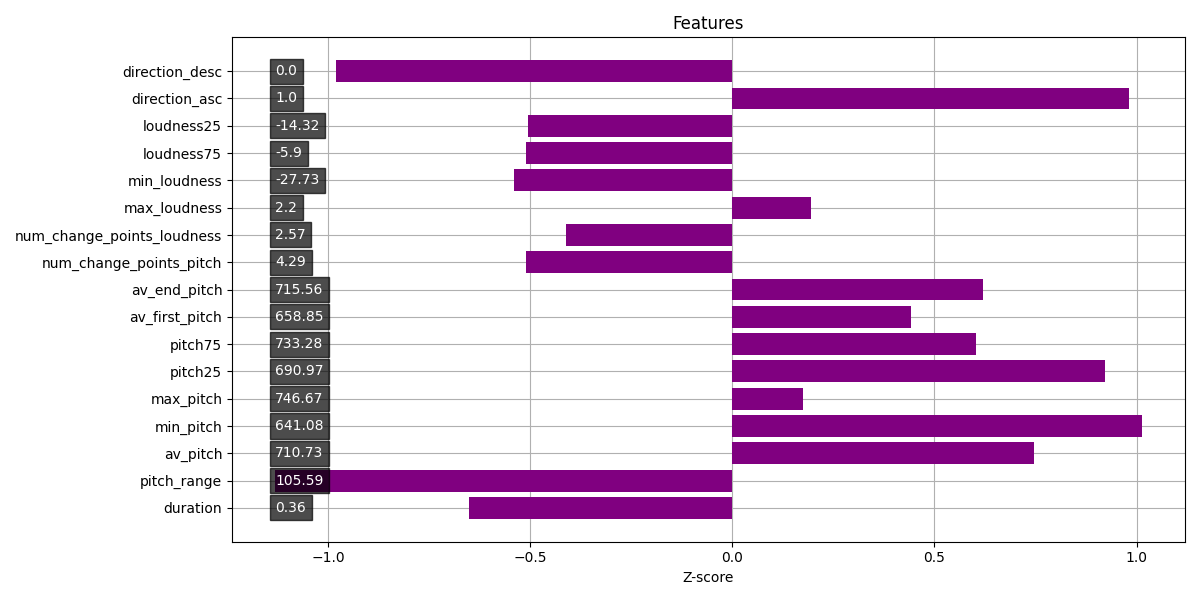 Features
direction_desc 0.0
direction_asc 1.0
loudness25 -14.32
loudness75 -5.9
min_loudness -27.73
max_loudness 2.2
num_change_points_loudness 2.57
num_change_points_pitch 4.29
av_end_pitch 715.56
av_first_pitch 658.85
pitch75 733.28
pitch25 690.97
max_pitch 746.67
min_pitch 641.08
av_pitch 710.73
pitch_range 105.59
duration 0.36
−1.0 −0.5 0.0 0.5 1.0
Z-score